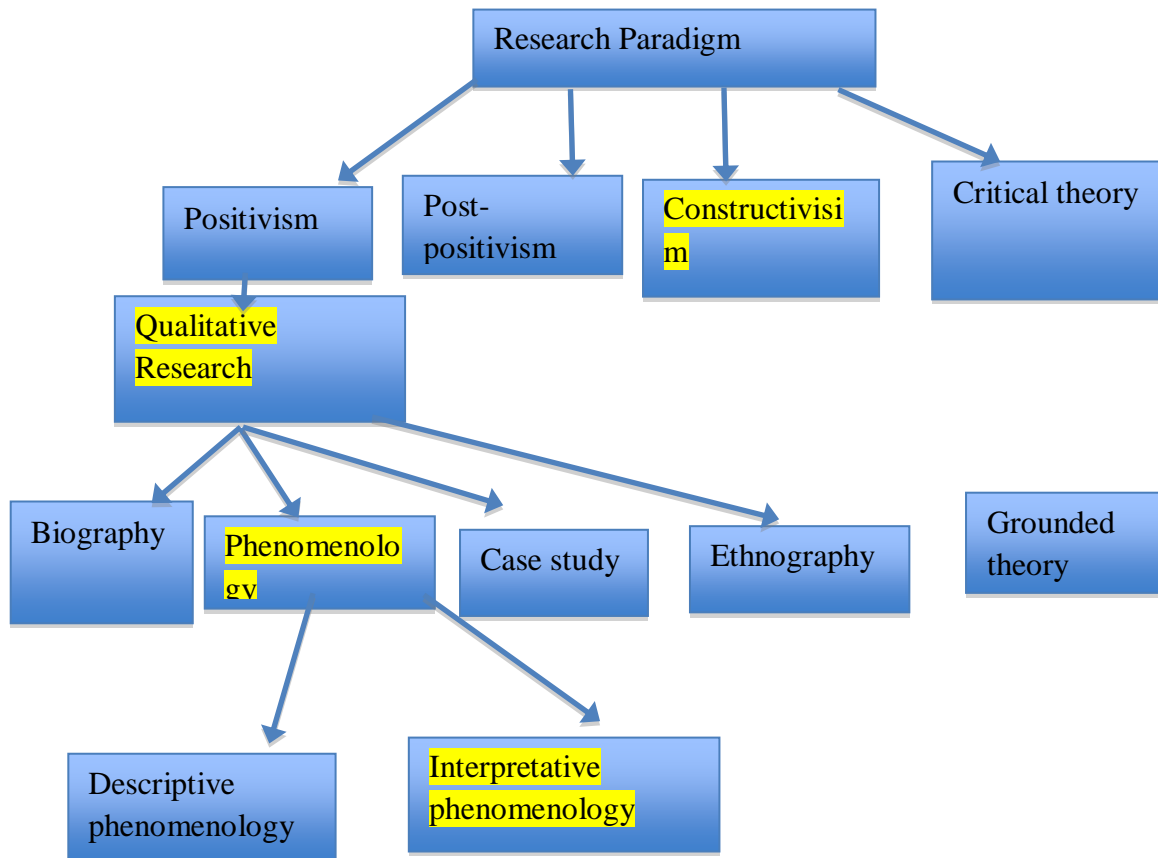 Research Paradigm
Positivism
Post-
positivism
Constructivisi
m
Critical theory
Qualitative
Research
Biography
Phenomenolo
gy
Case study
Ethnography
Grounded
theory
Descriptive
phenomenology
Interpretative
phenomenology